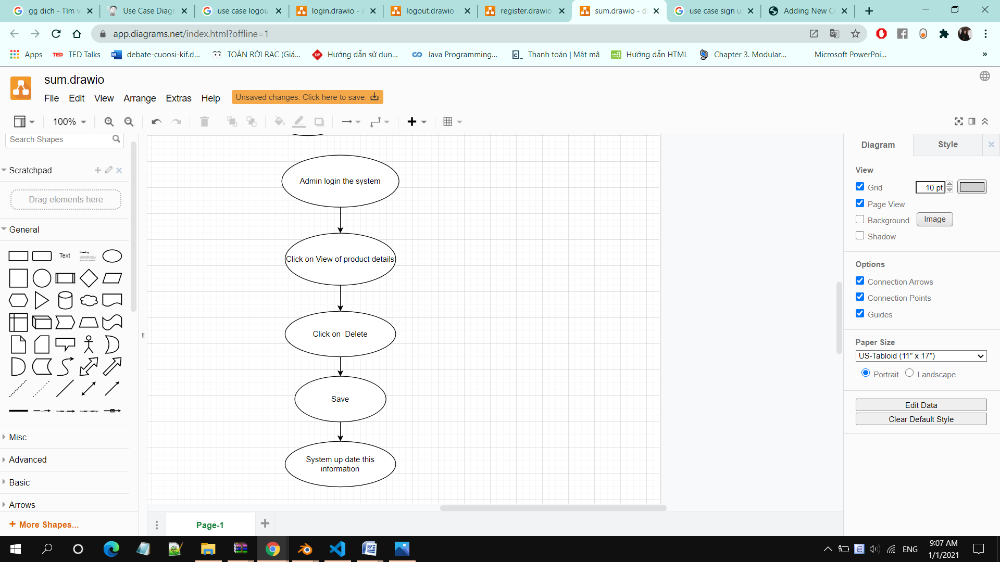 gg dich - Tìm v
Use Case Diagr
use case logou
login.drawio - d
logout.drawio -
register.drawio
sum.drawio - d
use case sign u
Adding New Co
app.diagrams.net/index.html?offline=1
Apps
TED TED Talks
debate-cuoosi-kif.d...
TOÁN RỜI RẠC (Giá...
Hướng dẫn sử dụn...
Java Programming...
Thanh toán | Mật mã
Hướng dẫn HTML
Chapter 3. Modular...
Microsoft PowerPoi...
sum.drawio
File Edit View Arrange Extras Help
Unsaved changes. Click here to save.
100%
Search Shapes
Scratchpad
Drag elements here
General
Text
Heading
Misc
Advanced
Basic
Arrows
+ More Shapes...
Admin login the system
Click on View of product details
Click on  Delete
Save
System up date this
information
Page-1
Diagram Style
View
Grid
10 pt
Page View
Background
Image
Shadow
Options
Connection Arrows
Connection Points
Guides
Paper Size
US-Tabloid (11" x 17")
Portrait Landscape
Edit Data
Clear Default Style
ENG
9:07 AM
1/1/2021